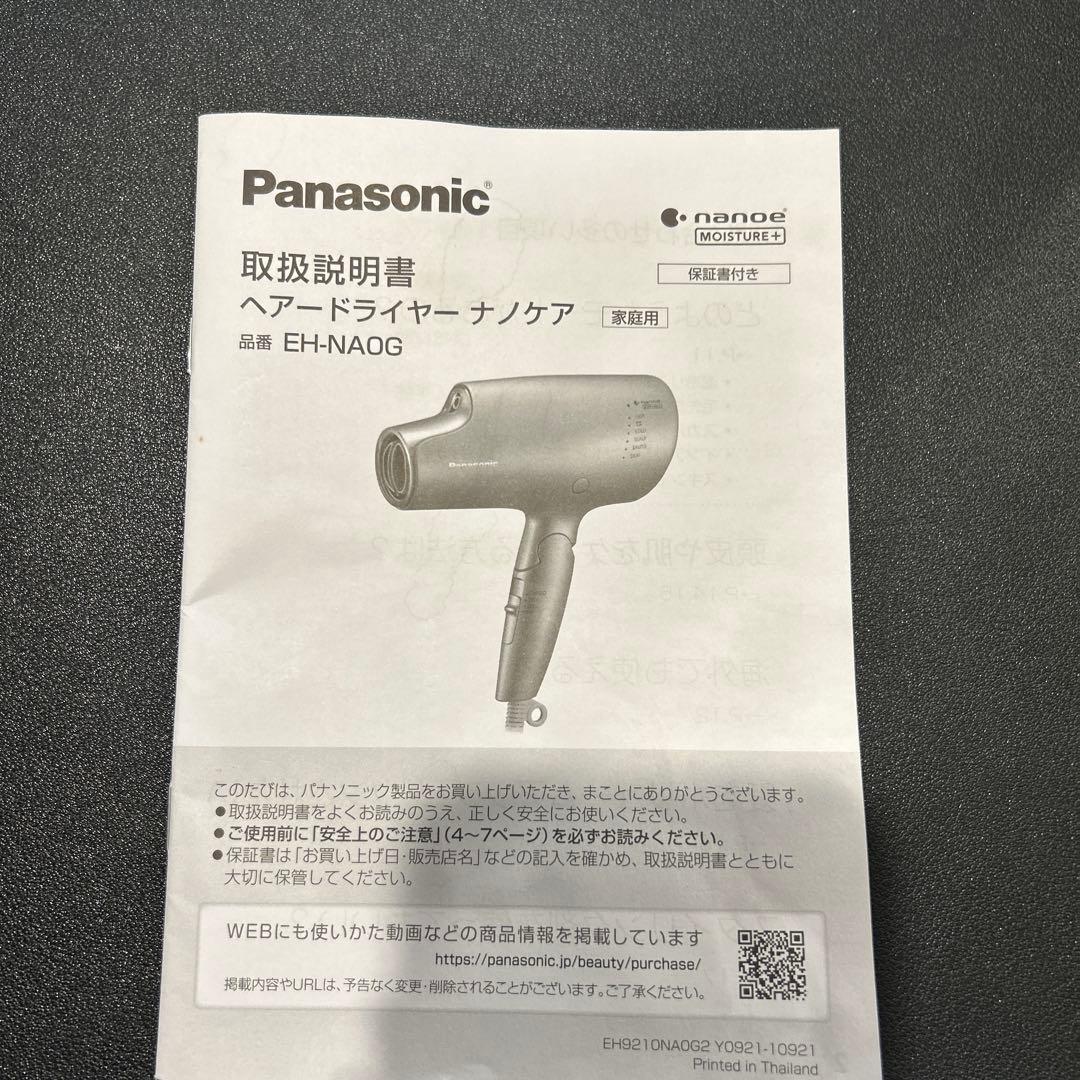 Panasonic®
nanoe®
MOISTURE+
取扱説明書
保証書付き
ヘアードライヤー ナノケア 家庭用
品番 EH-NA0G
Panasonic
このたびは、パナソニック製品をお買い上げいただき、まことにありがとうございます。
●取扱説明書をよくお読みのうえ、正しく安全にお使いください。
●ご使用前に「安全上のご注意」(4〜7ページ)を必ずお読みください。
●保証書は「お買い上げ日・販売店名」などの記入を確かめ、取扱説明書とともに
大切に保管してください。
WEBにも使いかた動画などの商品情報を掲載しています
https://panasonic.jp/beauty/purchase/
掲載内容やURLは、予告なく変更・削除されることがございます。ご了承ください。
EH9210NA0G2 Y0921-10921
Printed in Thailand